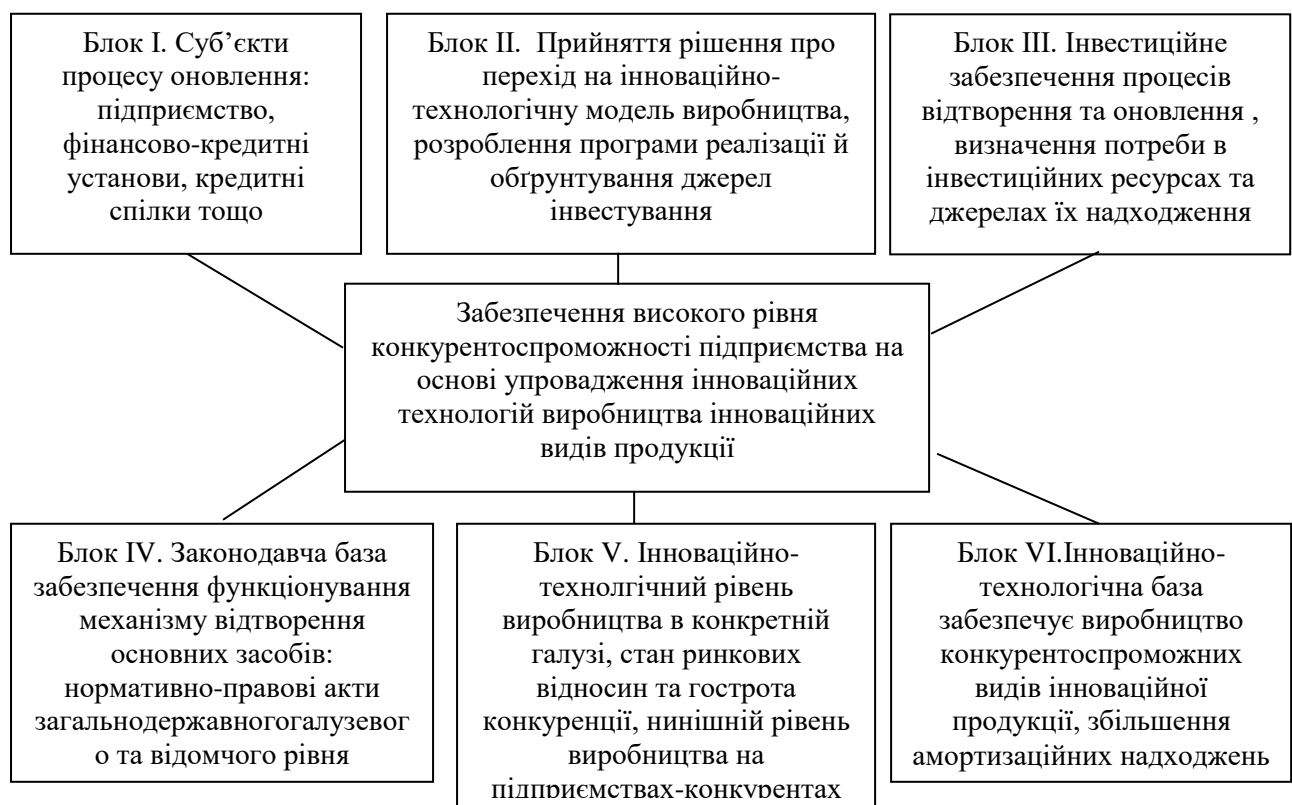 Блок І. Суб’єкти
процесу оновлення:
підприємство,
фінансово-кредитні
установи, кредитні
спілки тощо
Блок ІІ.  Прийняття рішення про
перехід на інноваційно-
технологічну модель виробництва,
розроблення програми реалізації й
обґрунтування джерел
інвестування
Блок ІІІ. Інвестиційне
забезпечення процесів
відтворення та оновлення ,
визначення потреби в
інвестиційних ресурсах та
джерелах їх надходження
Забезпечення високого рівня
конкурентоспроможності підприємства на
основі упровадження інноваційних
технологій виробництва інноваційних
видів продукції
Блок IV. Законодавча база
забезпечення функціонування
механізму відтворення
основних засобів:
нормативно-правові акти
загальнодержавногогалузевог
о та відомчого рівня
Блок V. Інноваційно-
технолгічний рівень
виробництва в конкретній
галузі, стан ринкових
відносин та гострота
конкуренції, нинішній рівень
виробництва на
підприємствах-конкурентах
Блок VI.Інноваційно-
технологічна база
забезпечує виробництво
конкурентоспроможних
видів інноваційної
продукції, збільшення
амортизаційних надходжень